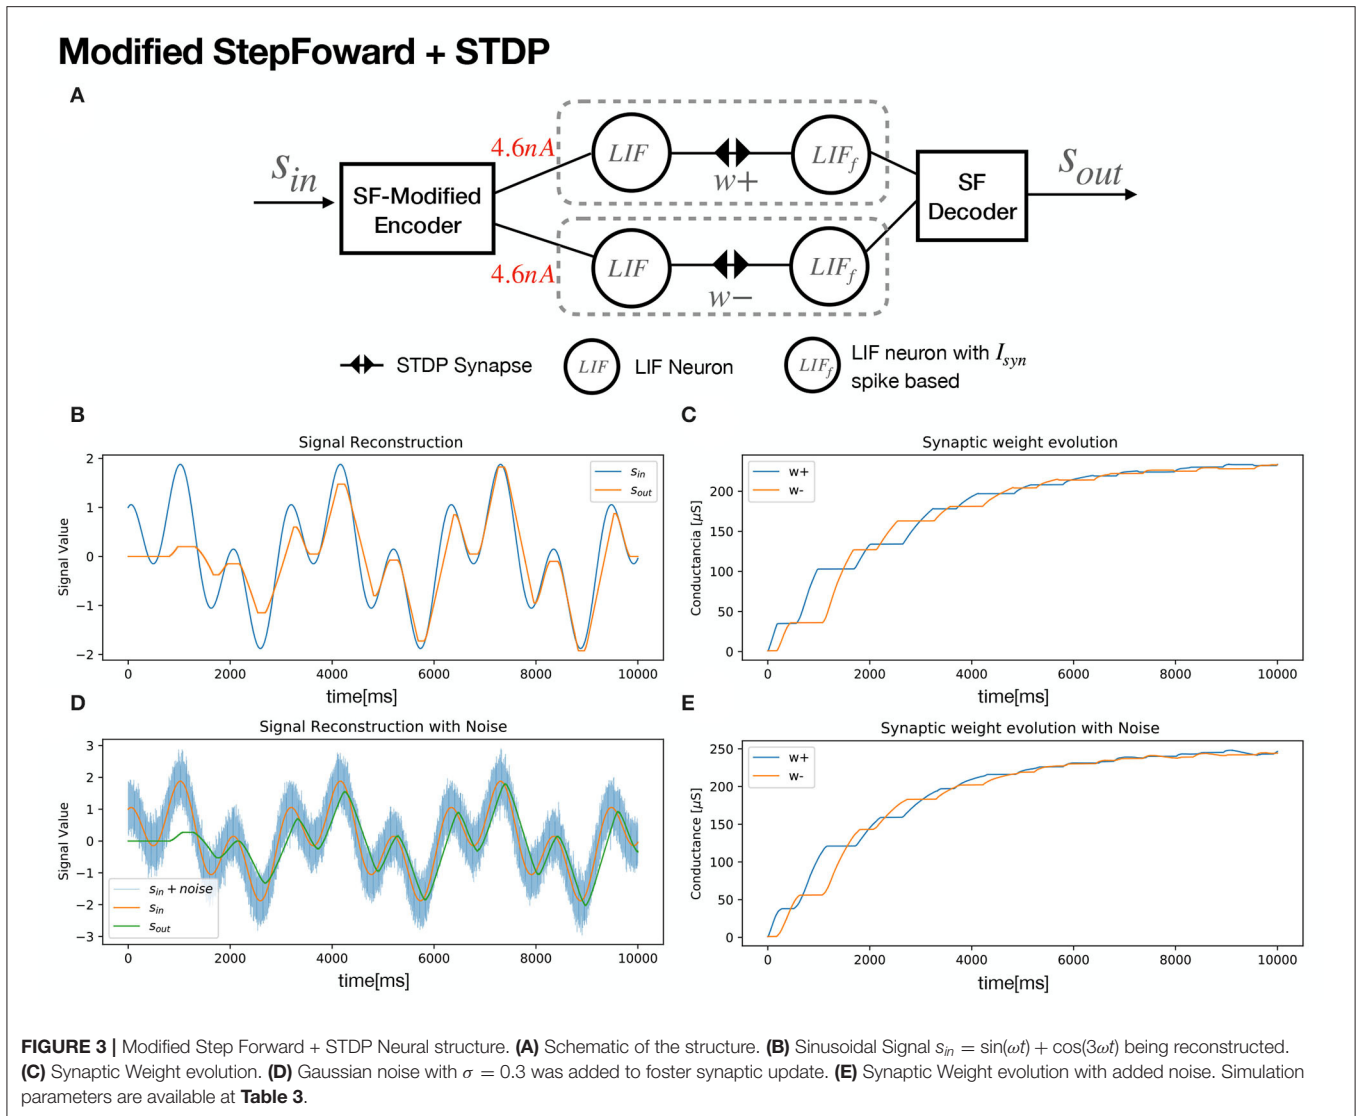 Modified StepFoward + STDP
A
s_in
SF-Modified
Encoder
4.6nA
4.6nA
LIF
w+
LIF_f
LIF
w−
LIF_f
SF
Decoder
s_out
STDP Synapse
LIF
LIF Neuron
LIF_f
LIF neuron with I_syn
spike based
B
Signal Reconstruction
Signal Value
2
1
0
−1
−2
s_in
s_out
0 2000 4000 6000 8000 10000
time[ms]
C
Synaptic weight evolution
Conductancia [µS]
200
150
100
50
0
w+
w-
0 2000 4000 6000 8000 10000
time[ms]
D
Signal Reconstruction with Noise
Signal Value
3
2
1
0
−1
−2
−3
s_in + noise
s_in
s_out
0 2000 4000 6000 8000 10000
time[ms]
E
Synaptic weight evolution with Noise
Conductance [µS]
250
200
150
100
50
0
w+
w-
0 2000 4000 6000 8000 10000
time[ms]
FIGURE 3 | Modified Step Forward + STDP Neural structure. (A) Schematic of the structure. (B) Sinusoidal Signal s_in = sin(ωt) + cos(3ωt) being reconstructed.
(C) Synaptic Weight evolution. (D) Gaussian noise with σ = 0.3 was added to foster synaptic update. (E) Synaptic Weight evolution with added noise. Simulation
parameters are available at Table 3.